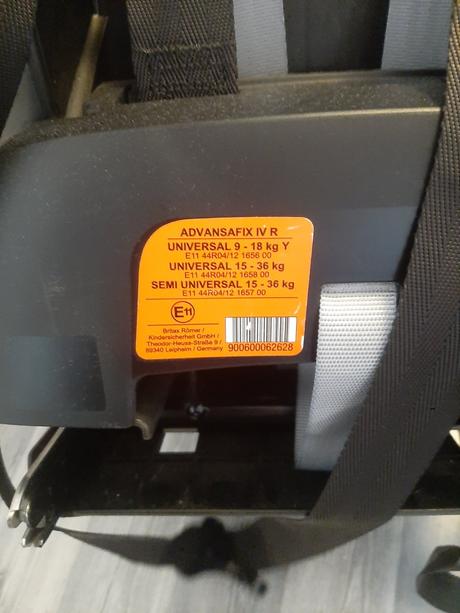 ADVANSAFIX IV R
UNIVERSAL 9 - 18 kg Y
E11 44R04/12 1656 00
UNIVERSAL 15 - 36 kg
E11 44R04/12 1658 00
SEMI UNIVERSAL 15 - 36 kg
E11 44R04/12 1657 00
E11
Britax Römer /
Kindersicherheit GmbH /
Theodor-Heuss-Straße 9 /
89340 Leipheim / Germany
900600062628